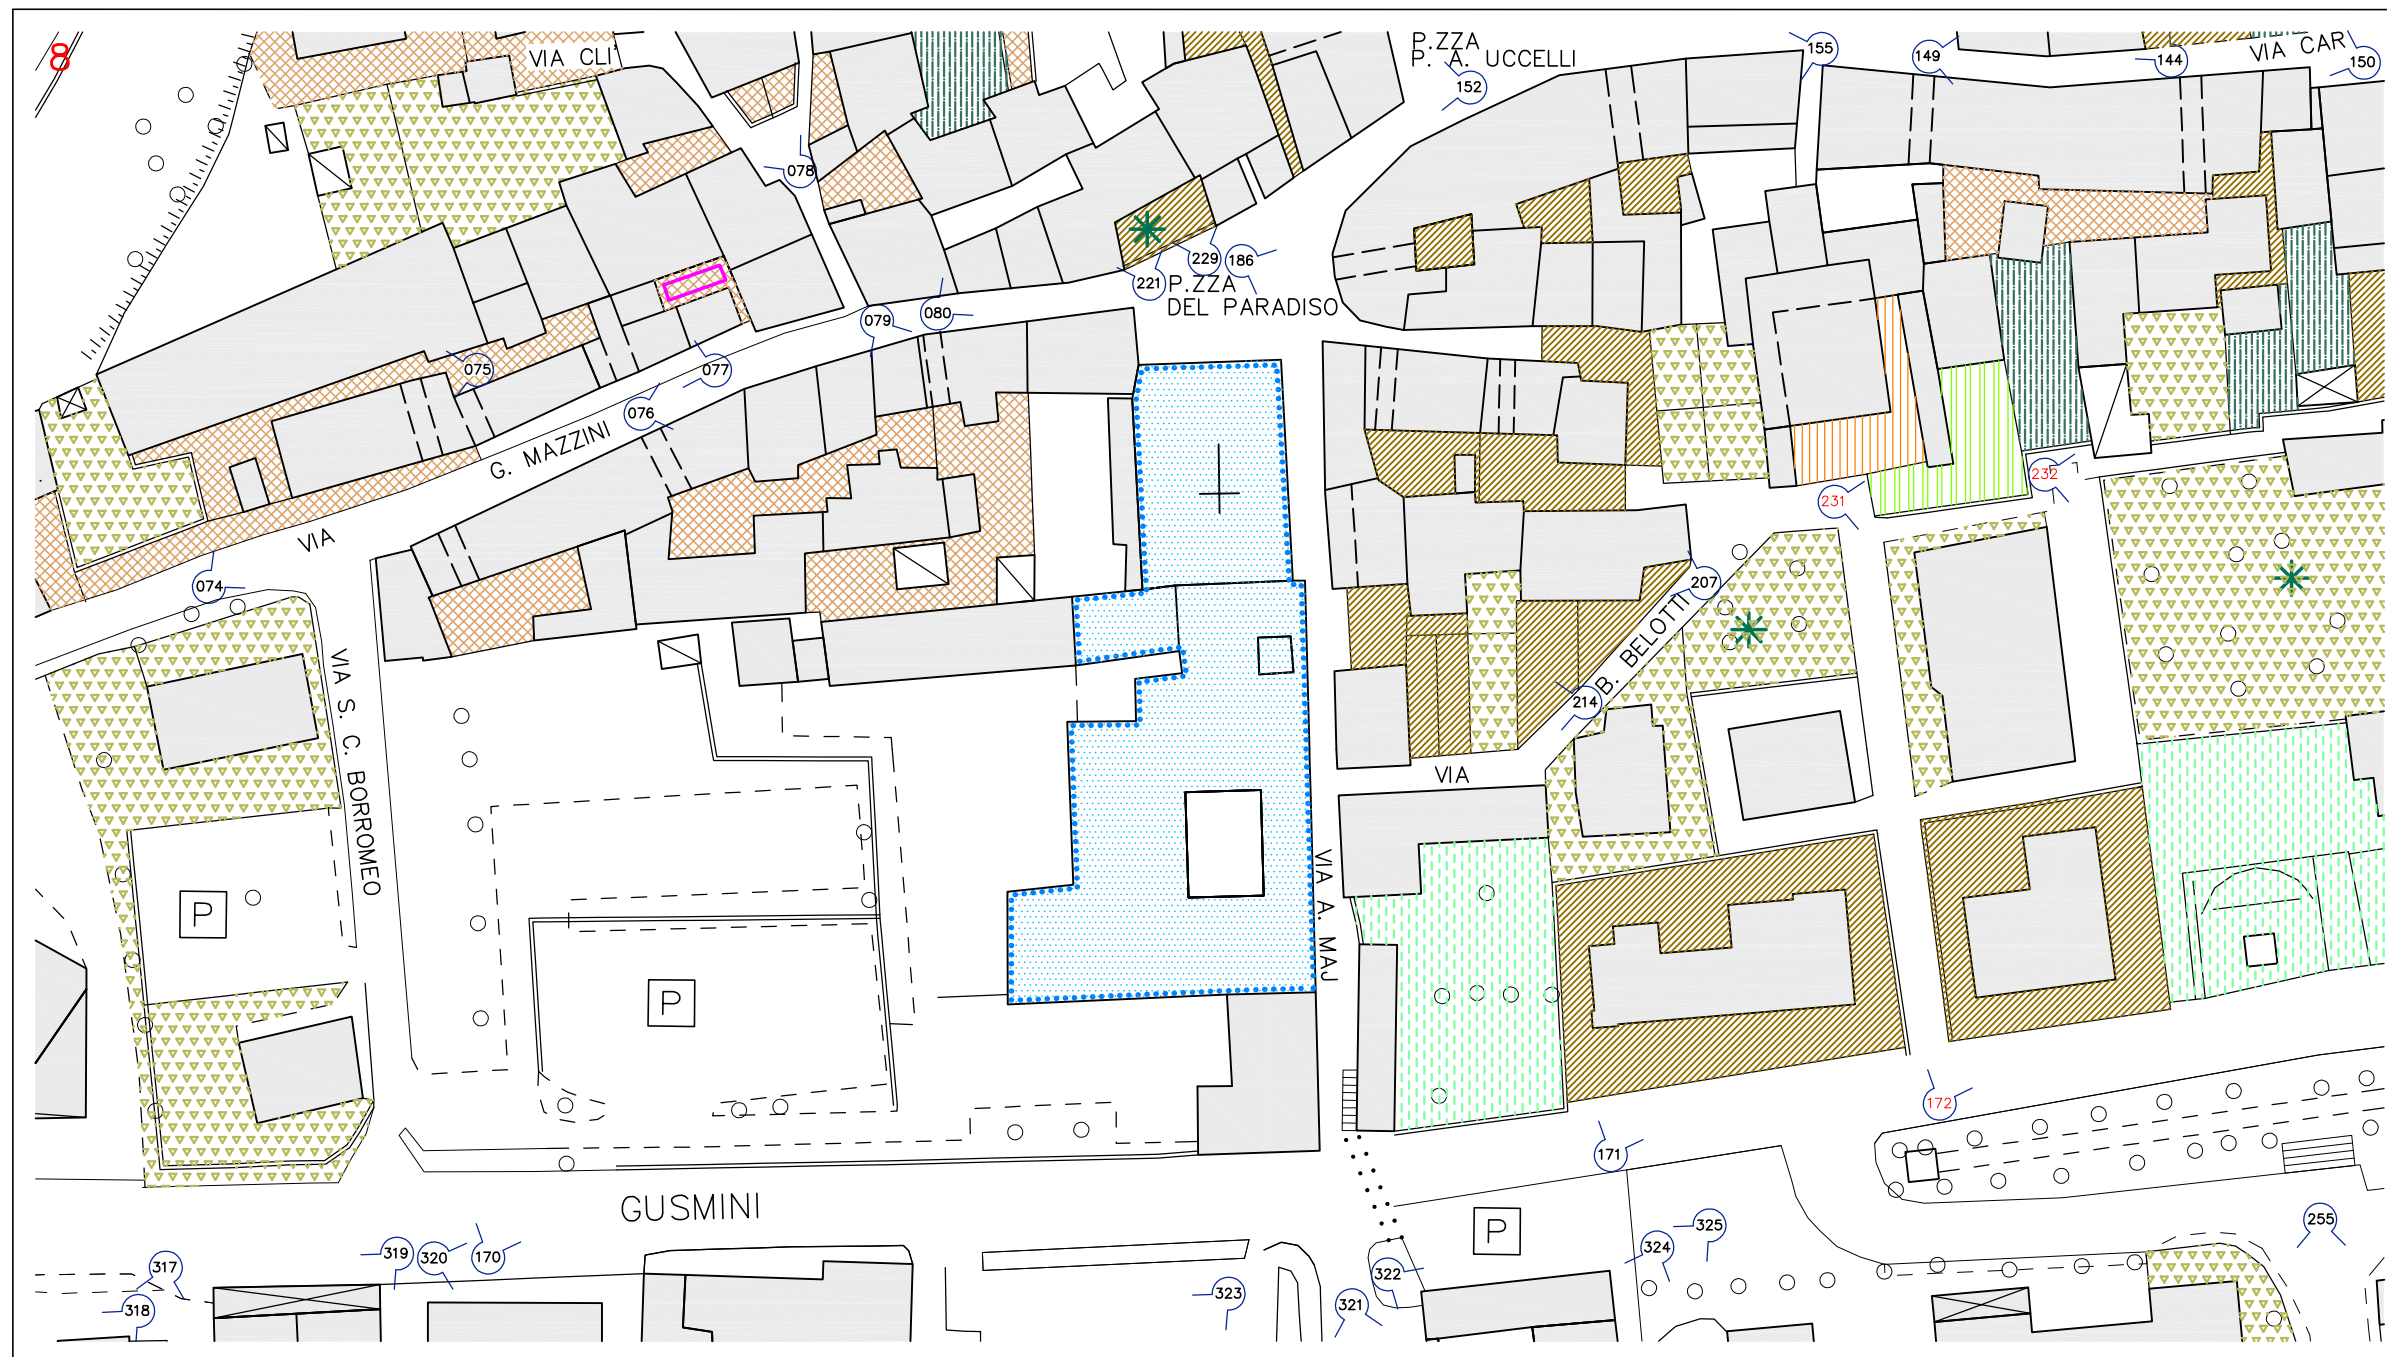 8
VIA CLI
P.ZZA
P. A. UCCELLI
155
149
144
VIA CAR
150
152
078
229
186
221
P.ZZA
DEL PARADISO
079
080
075
077
076
G. MAZZINI
VIA
074
231
232
207
B. BELOTTI
214
VIA
VIA S. C. BORROMEO
VIA A. MAJ
P
P
172
171
GUSMINI
P
317
318
319
320
170
323
322
321
324
325
255